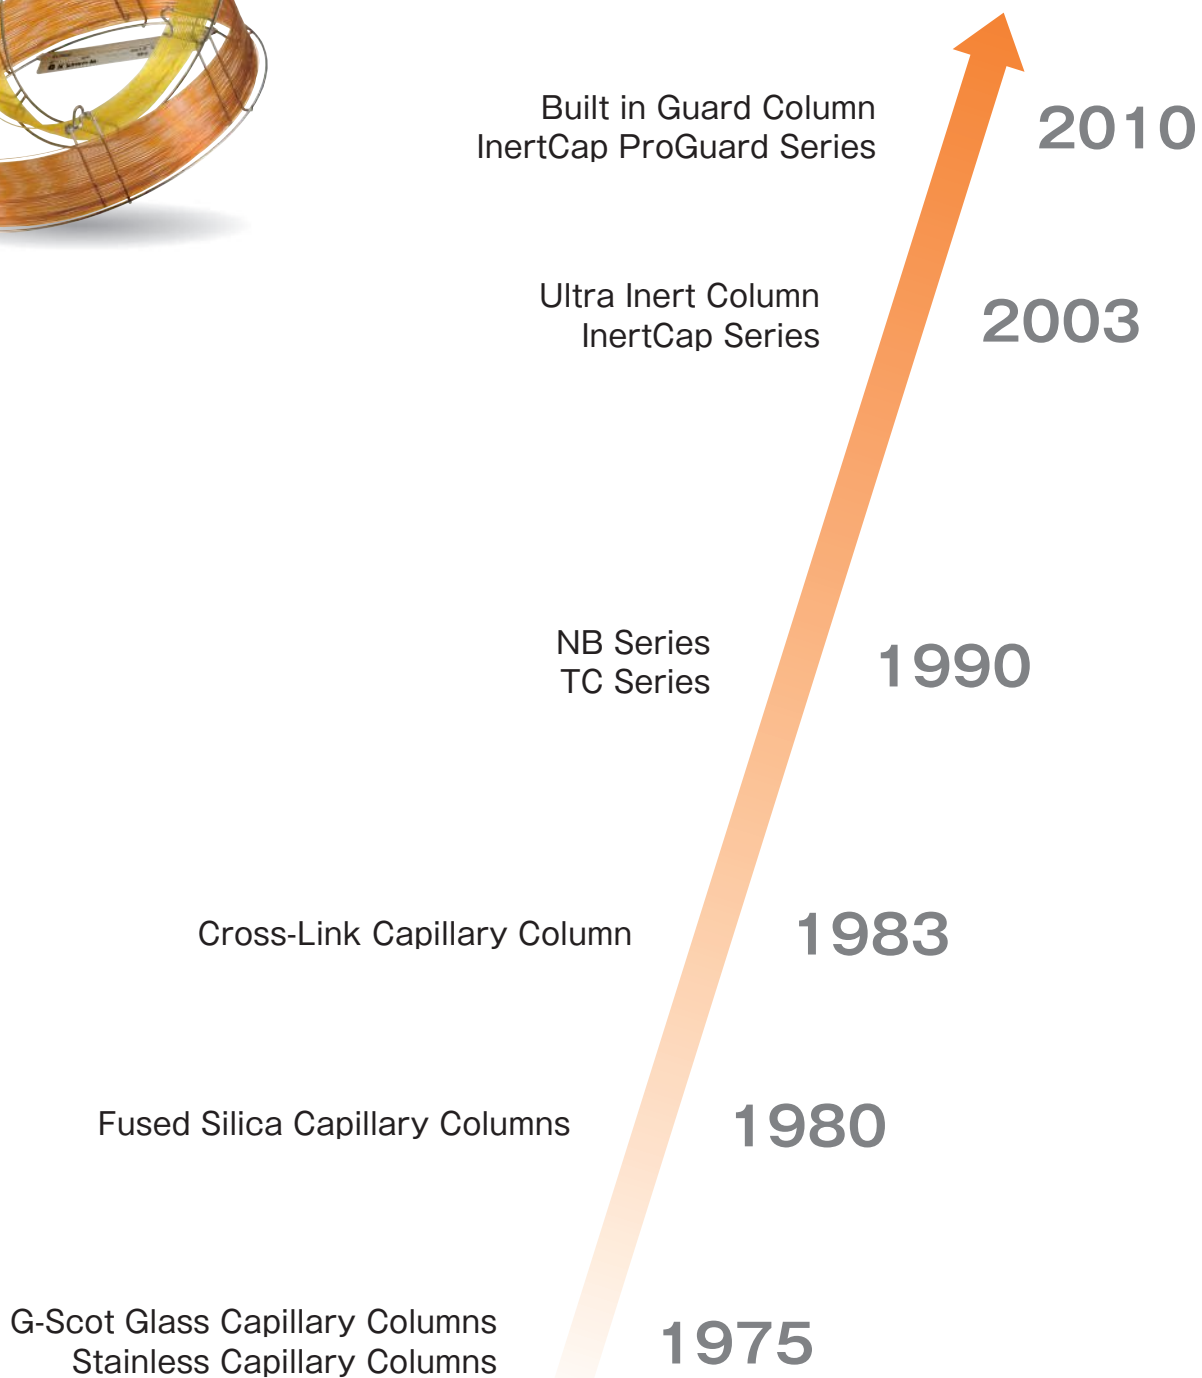 Built in Guard Column
InertCap ProGuard Series
2010
Ultra Inert Column
InertCap Series
2003
NB Series
TC Series
1990
Cross-Link Capillary Column
1983
Fused Silica Capillary Columns
1980
G-Scot Glass Capillary Columns
Stainless Capillary Columns
1975